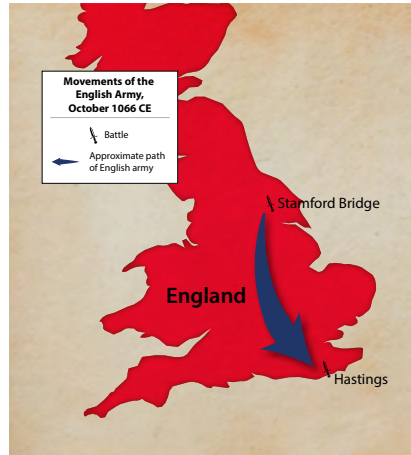 Movements of the
English Army,
October 1066 CE
Battle
Approximate path
of English army
Stamford Bridge
England
Hastings